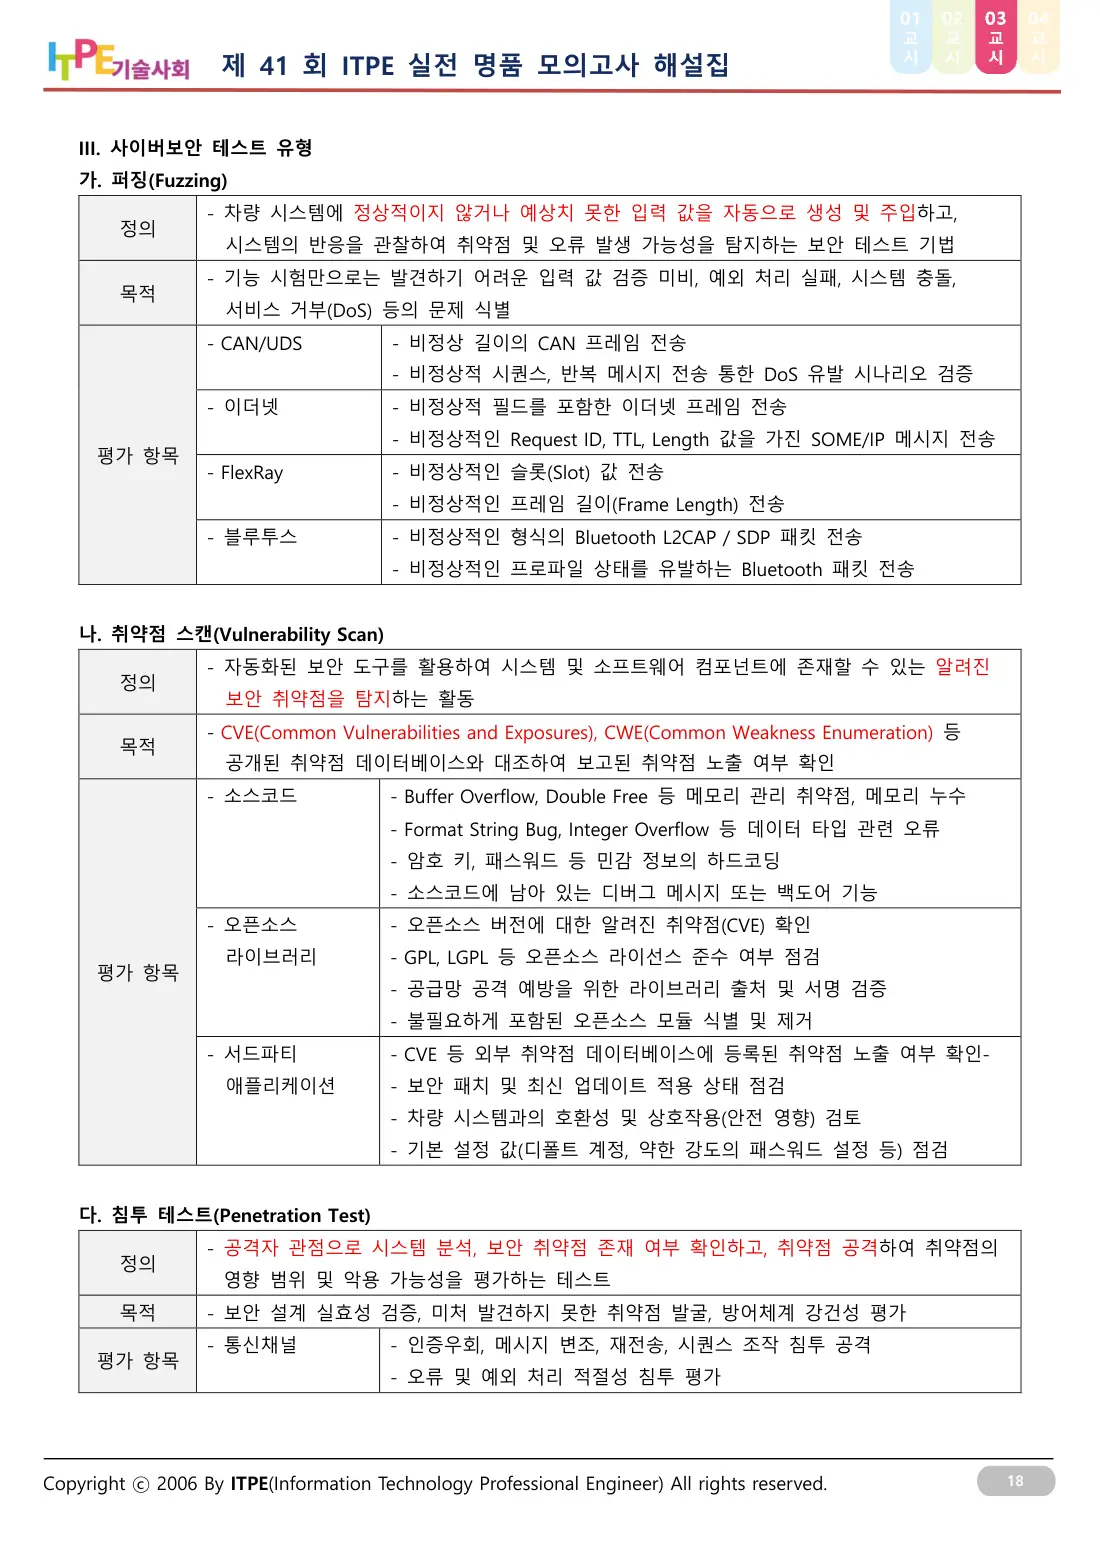 01 교 시
02 교 시
03 교 시
04 교 시
ITPE기술사회
제 41 회 ITPE 실전 명품 모의고사 해설집
III. 사이버보안 테스트 유형
가. 퍼징(Fuzzing)
정의
- 차량 시스템에 정상적이지 않거나 예상치 못한 입력 값을 자동으로 생성 및 주입하고,
시스템의 반응을 관찰하여 취약점 및 오류 발생 가능성을 탐지하는 보안 테스트 기법
목적
- 기능 시험만으로는 발견하기 어려운 입력 값 검증 미비, 예외 처리 실패, 시스템 충돌,
서비스 거부(DoS) 등의 문제 식별
평가 항목
- CAN/UDS
- 비정상 길이의 CAN 프레임 전송
- 비정상적 시퀀스, 반복 메시지 전송 통한 DoS 유발 시나리오 검증
- 이더넷
- 비정상적 필드를 포함한 이더넷 프레임 전송
- 비정상적인 Request ID, TTL, Length 값을 가진 SOME/IP 메시지 전송
- FlexRay
- 비정상적인 슬롯(Slot) 값 전송
- 비정상적인 프레임 길이(Frame Length) 전송
- 블루투스
- 비정상적인 형식의 Bluetooth L2CAP / SDP 패킷 전송
- 비정상적인 프로파일 상태를 유발하는 Bluetooth 패킷 전송
나. 취약점 스캔(Vulnerability Scan)
정의
- 자동화된 보안 도구를 활용하여 시스템 및 소프트웨어 컴포넌트에 존재할 수 있는 알려진
보안 취약점을 탐지하는 활동
목적
- CVE(Common Vulnerabilities and Exposures), CWE(Common Weakness Enumeration) 등
공개된 취약점 데이터베이스와 대조하여 보고된 취약점 노출 여부 확인
평가 항목
- 소스코드
- Buffer Overflow, Double Free 등 메모리 관리 취약점, 메모리 누수
- Format String Bug, Integer Overflow 등 데이터 타입 관련 오류
- 암호 키, 패스워드 등 민감 정보의 하드코딩
- 소스코드에 남아 있는 디버그 메시지 또는 백도어 기능
- 오픈소스
라이브러리
- 오픈소스 버전에 대한 알려진 취약점(CVE) 확인
- GPL, LGPL 등 오픈소스 라이선스 준수 여부 점검
- 공급망 공격 예방을 위한 라이브러리 출처 및 서명 검증
- 불필요하게 포함된 오픈소스 모듈 식별 및 제거
- 서드파티
애플리케이션
- CVE 등 외부 취약점 데이터베이스에 등록된 취약점 노출 여부 확인-
- 보안 패치 및 최신 업데이트 적용 상태 점검
- 차량 시스템과의 호환성 및 상호작용(안전 영향) 검토
- 기본 설정 값(디폴트 계정, 약한 강도의 패스워드 설정 등) 점검
다. 침투 테스트(Penetration Test)
정의
- 공격자 관점으로 시스템 분석, 보안 취약점 존재 여부 확인하고, 취약점 공격하여 취약점의
영향 범위 및 악용 가능성을 평가하는 테스트
목적
- 보안 설계 실효성 검증, 미처 발견하지 못한 취약점 발굴, 방어체계 강건성 평가
평가 항목
- 통신채널
- 인증우회, 메시지 변조, 재전송, 시퀀스 조작 침투 공격
- 오류 및 예외 처리 적절성 침투 평가
Copyright ⓒ 2006 By ITPE(Information Technology Professional Engineer) All rights reserved.
18